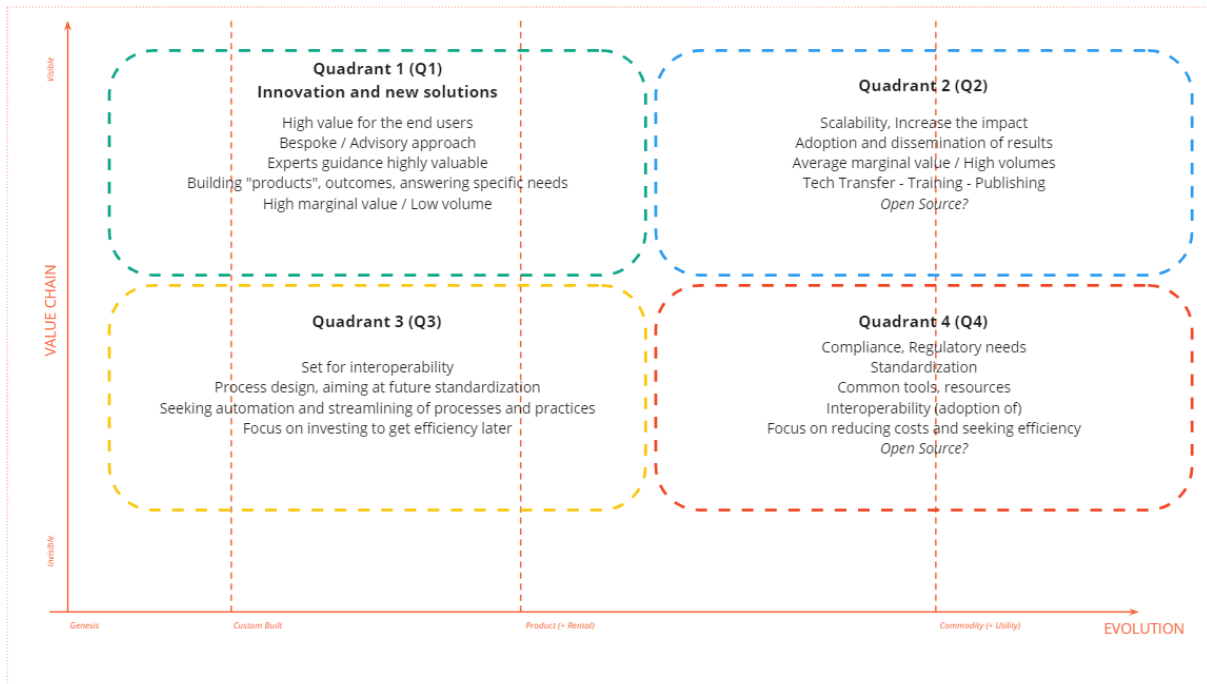 Visible
Quadrant 1 (Q1)
Innovation and new solutions
High value for the end users
Bespoke / Advisory approach
Experts guidance highly valuable
Building "products", outcomes, answering specific needs
High marginal value / Low volume
Quadrant 2 (Q2)
Scalability, Increase the impact
Adoption and dissemination of results
Average marginal value / High volumes
Tech Transfer - Training - Publishing
Open Source?
VALUE CHAIN
Quadrant 3 (Q3)
Set for interoperability
Process design, aiming at future standardization
Seeking automation and streamlining of processes and practices
Focus on investing to get efficiency later
Quadrant 4 (Q4)
Compliance, Regulatory needs
Standardization
Common tools, resources
Interoperability (adoption of)
Focus on reducing costs and seeking efficiency
Open Source?
Invisible
Genesis
Custom Built
Product (+ Rental)
Commodity (+ Utility)
EVOLUTION